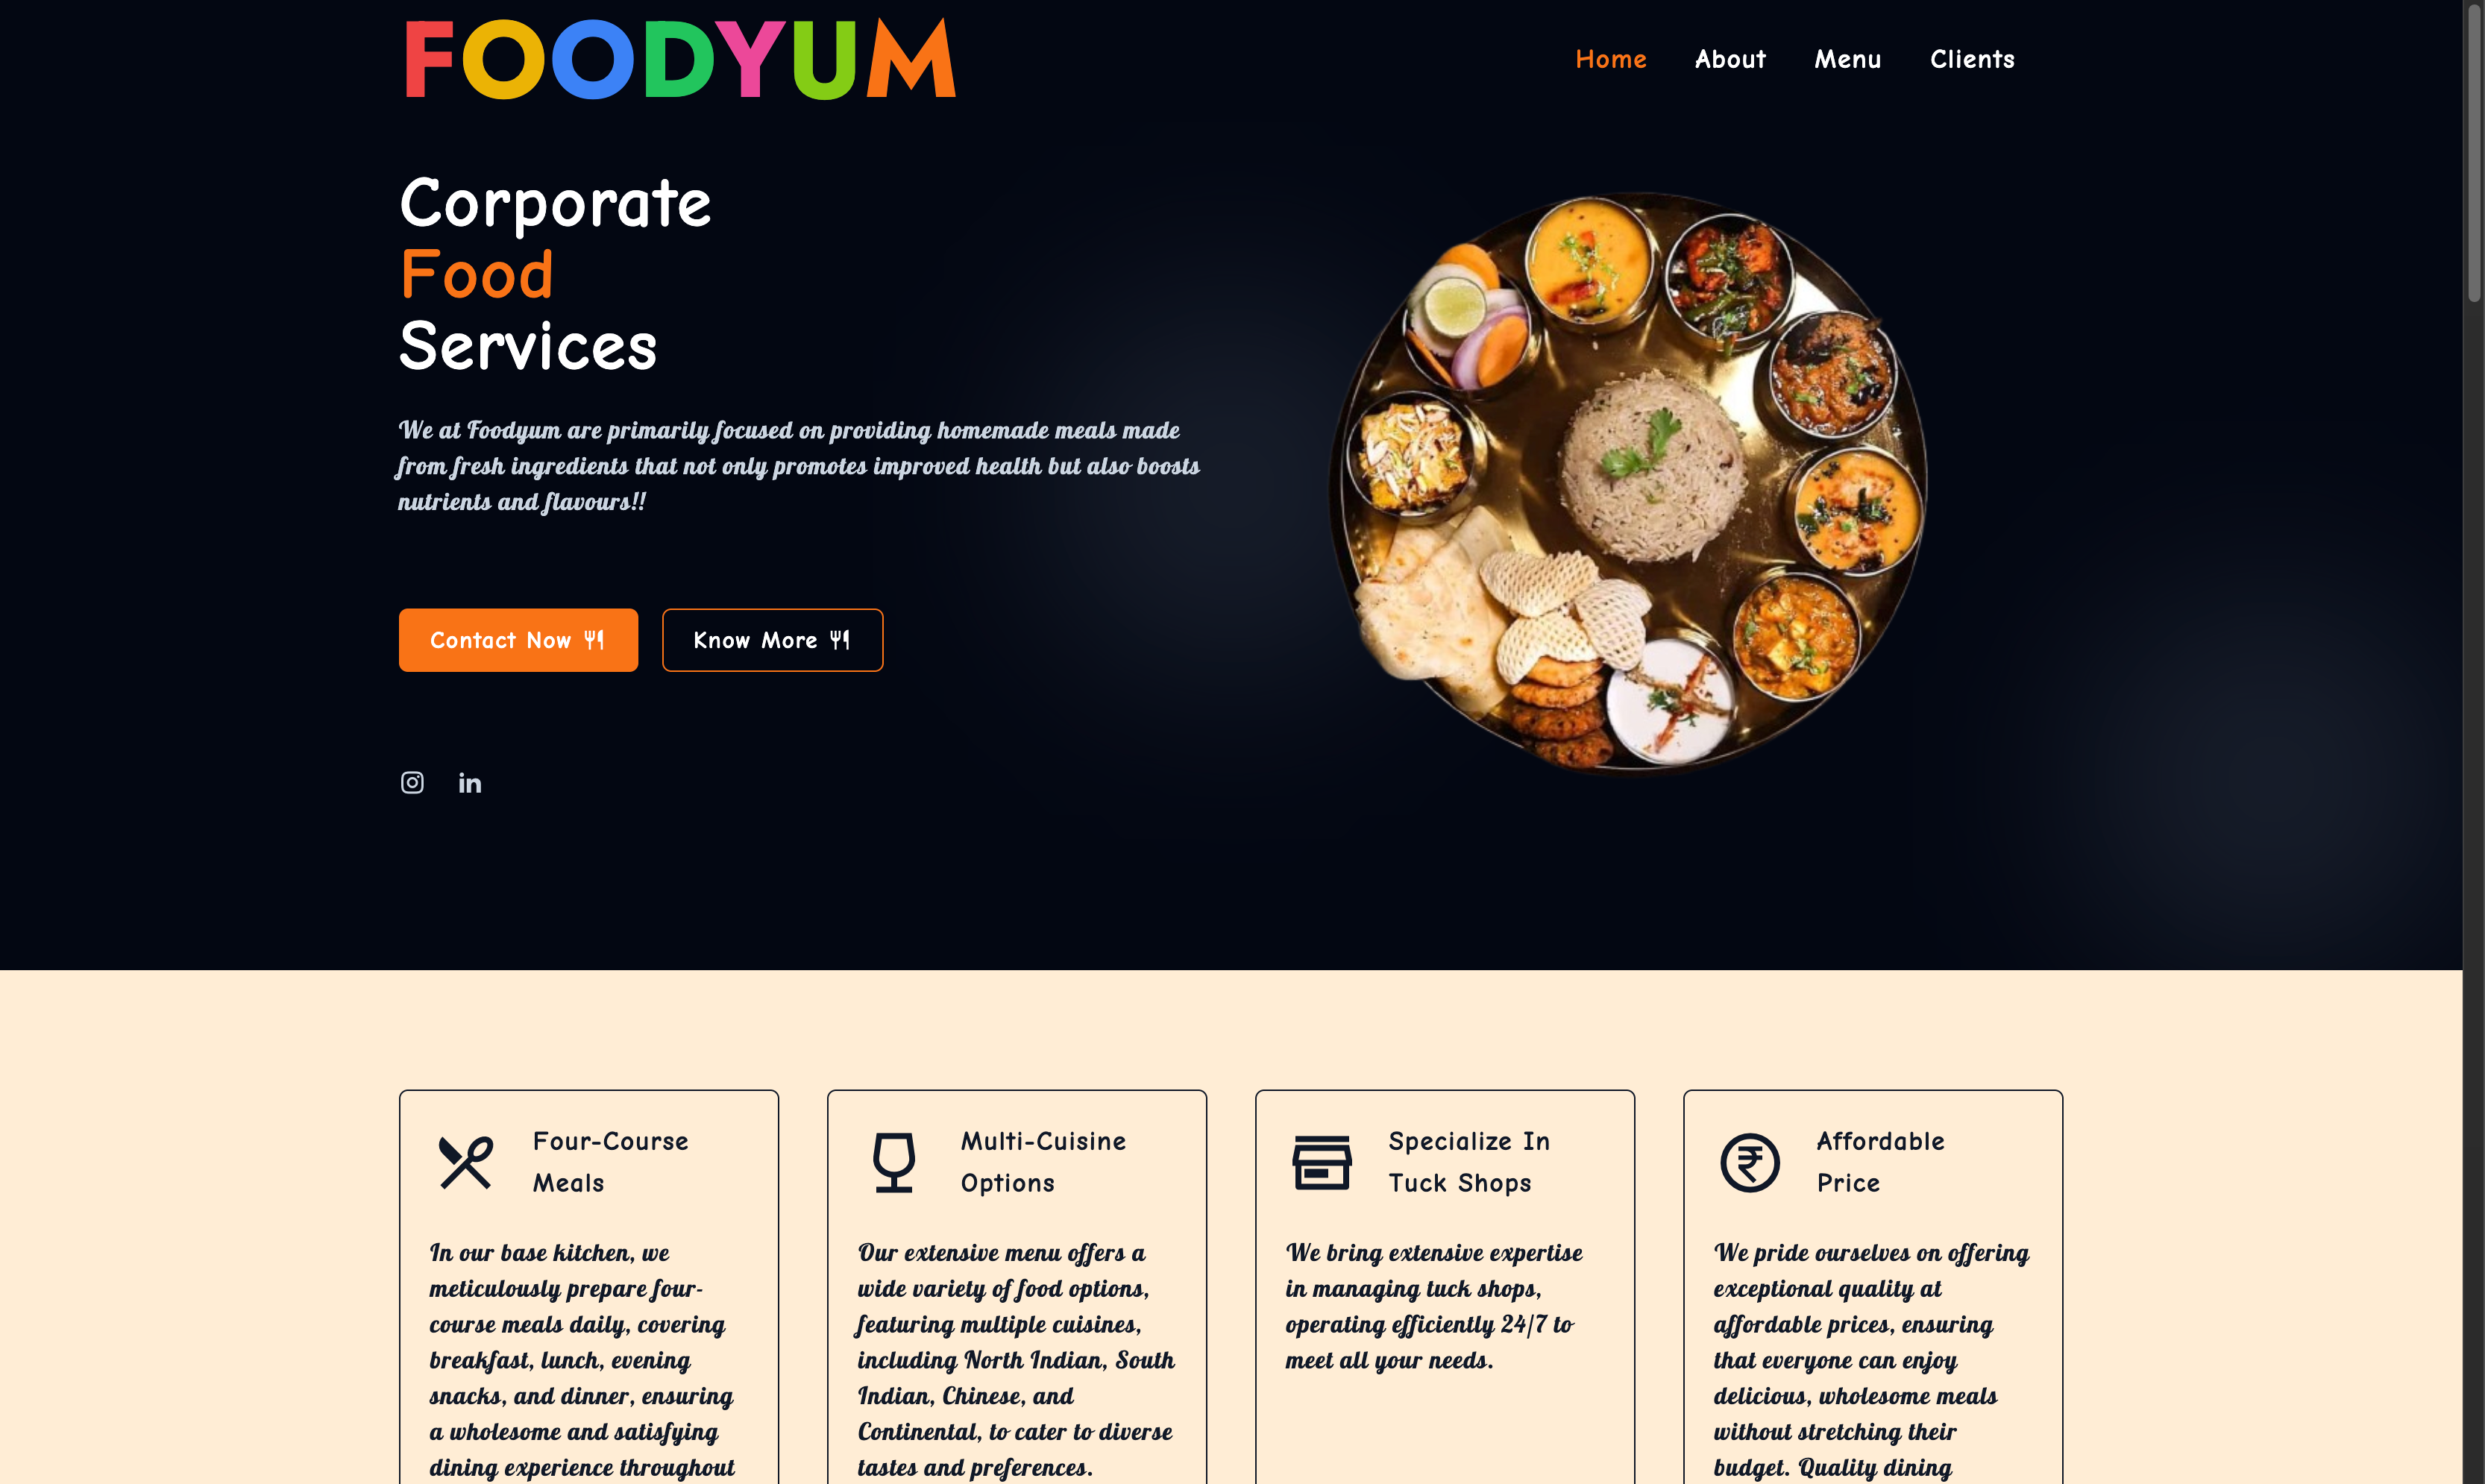 FOODYUM
Home About Menu Clients
Corporate
Food
Services
We at Foodyum are primarily focused on providing homemade meals made
from fresh ingredients that not only promotes improved health but also boosts
nutrients and flavours!!
Contact Now
Know More
Four-Course
Meals
In our base kitchen, we
meticulously prepare four-
course meals daily, covering
breakfast, lunch, evening
snacks, and dinner, ensuring
a wholesome and satisfying
dining experience throughout
Multi-Cuisine
Options
Our extensive menu offers a
wide variety of food options,
featuring multiple cuisines,
including North Indian, South
Indian, Chinese, and
Continental, to cater to diverse
tastes and preferences.
Specialize In
Tuck Shops
We bring extensive expertise
in managing tuck shops,
operating efficiently 24/7 to
meet all your needs.
Affordable
Price
We pride ourselves on offering
exceptional quality at
affordable prices, ensuring
that everyone can enjoy
delicious, wholesome meals
without stretching their
budget. Quality dining